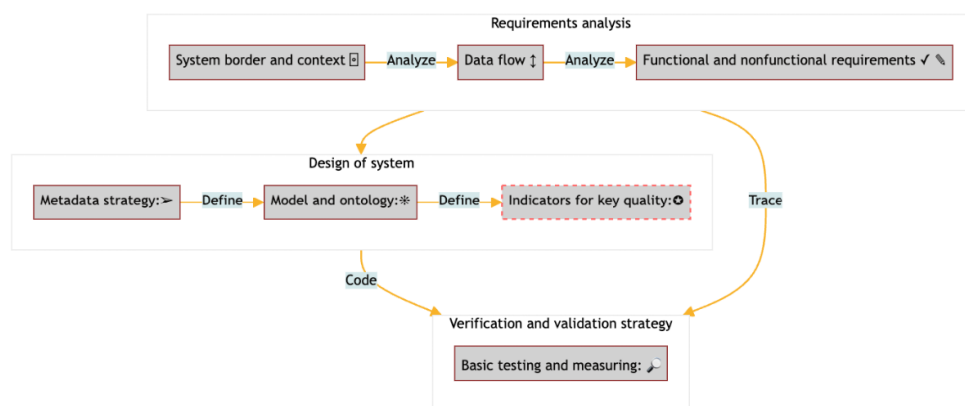 Requirements analysis
System border and context 🃏 Analyze Data flow ↕ Analyze Functional and nonfunctional requirements ✓ ✎
Design of system
Metadata strategy:➢ Define Model and ontology:☼ Define Indicators for key quality:✪
Trace
Code
Verification and validation strategy
Basic testing and measuring: 🔎